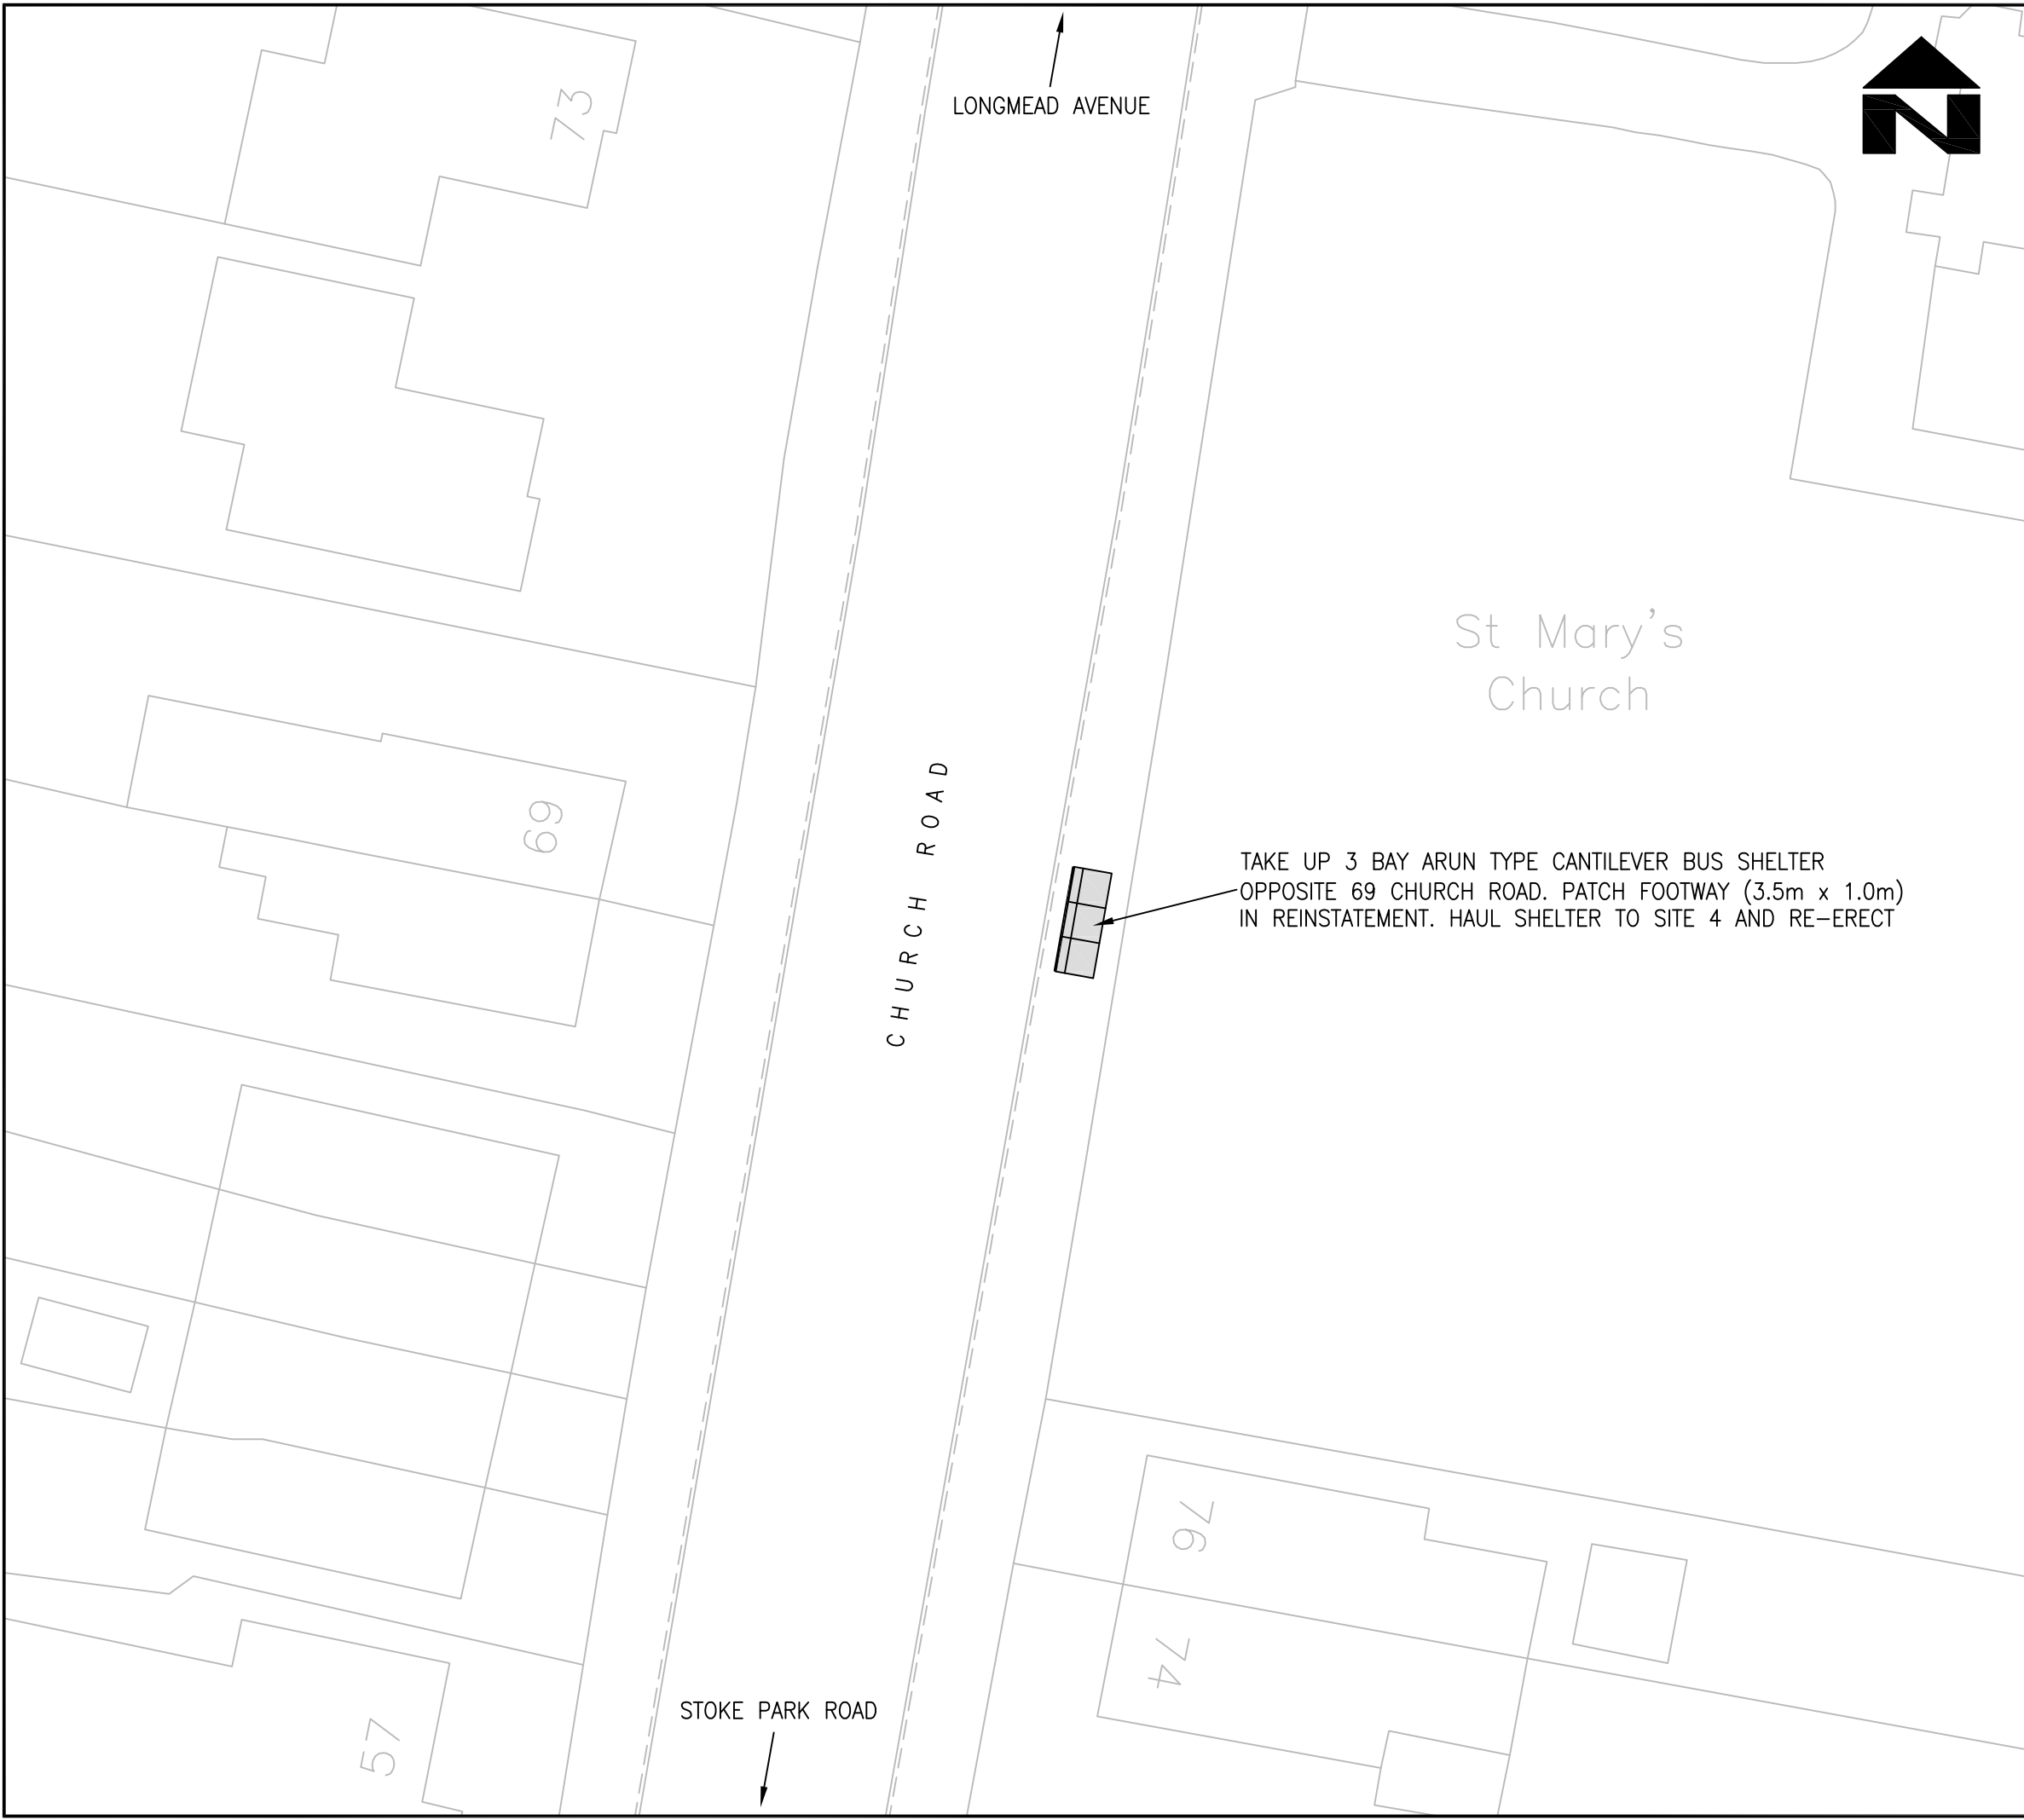 LONGMEAD AVENUE
N
73
St Mary's
Church
CHURCH ROAD
69
TAKE UP 3 BAY ARUN TYPE CANTILEVER BUS SHELTER
OPPOSITE 69 CHURCH ROAD. PATCH FOOTWAY (3.5m x 1.0m)
IN REINSTATEMENT. HAUL SHELTER TO SITE 4 AND RE-ERECT
76
74
STOKE PARK ROAD
57